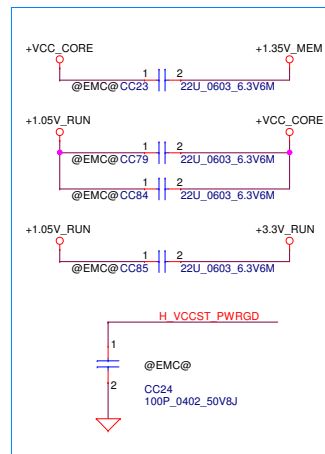 +VCC_CORE +1.35V_MEM
1 2
@EMC@ CC23 22U_0603_6.3V6M
+1.05V_RUN +VCC_CORE
1 2
@EMC@ CC79 22U_0603_6.3V6M
1 2
@EMC@ CC84 22U_0603_6.3V6M
+1.05V_RUN +3.3V_RUN
1 2
@EMC@ CC85 22U_0603_6.3V6M
H_VCCST_PWRGD
1
@EMC@
2
CC24
100P_0402_50V8J